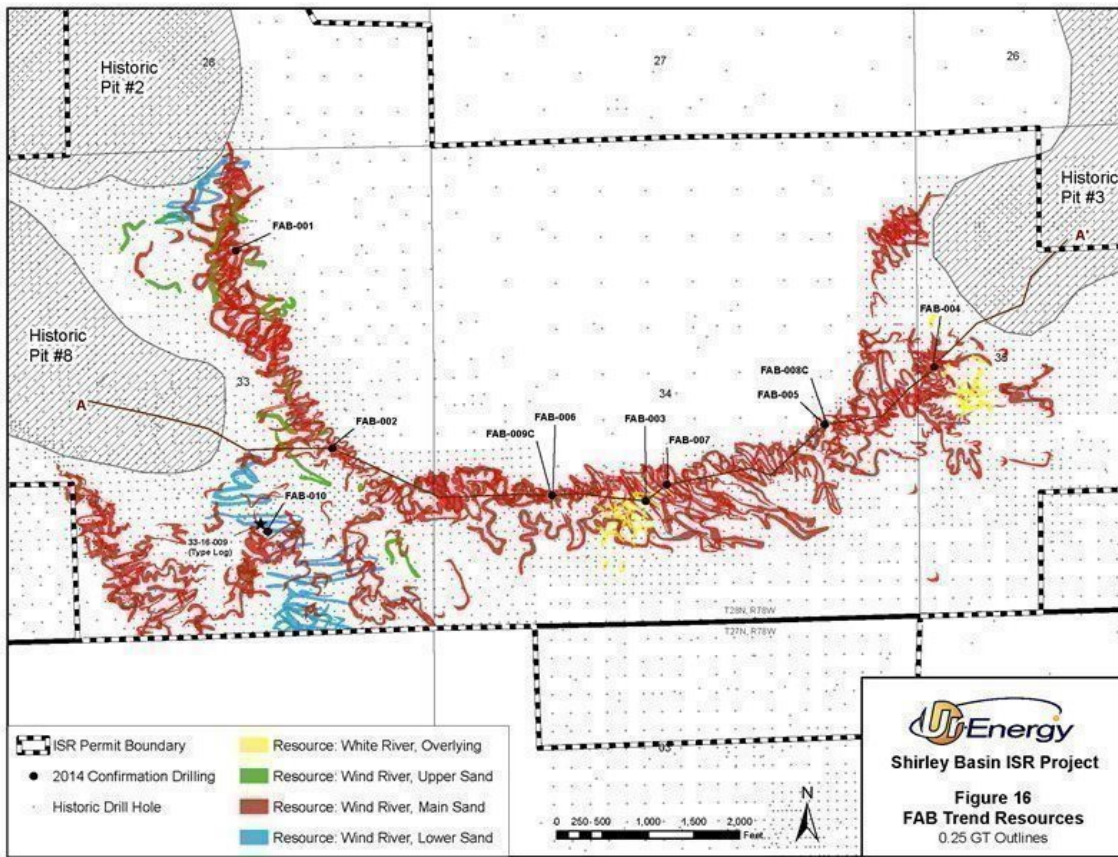 Historic
Pit #2
28
27
26
Historic
Pit #3
A'
FAB-001
FAB-004
Historic
Pit #8
33
34
35
FAB-008C
FAB-005
A
FAB-002
FAB-006
FAB-003
FAB-009C
FAB-007
FAB-010
33-16-009
(Type Log)
T28N, R78W
T27N, R78W
03
ISR Permit Boundary
2014 Confirmation Drilling
Historic Drill Hole
Resource: White River, Overlying
Resource: Wind River, Upper Sand
Resource: Wind River, Main Sand
Resource: Wind River, Lower Sand
N
0 250 500 1,000 1,500 2,000
Feet
UrEnergy
Shirley Basin ISR Project
Figure 16
FAB Trend Resources
0.25 GT Outlines